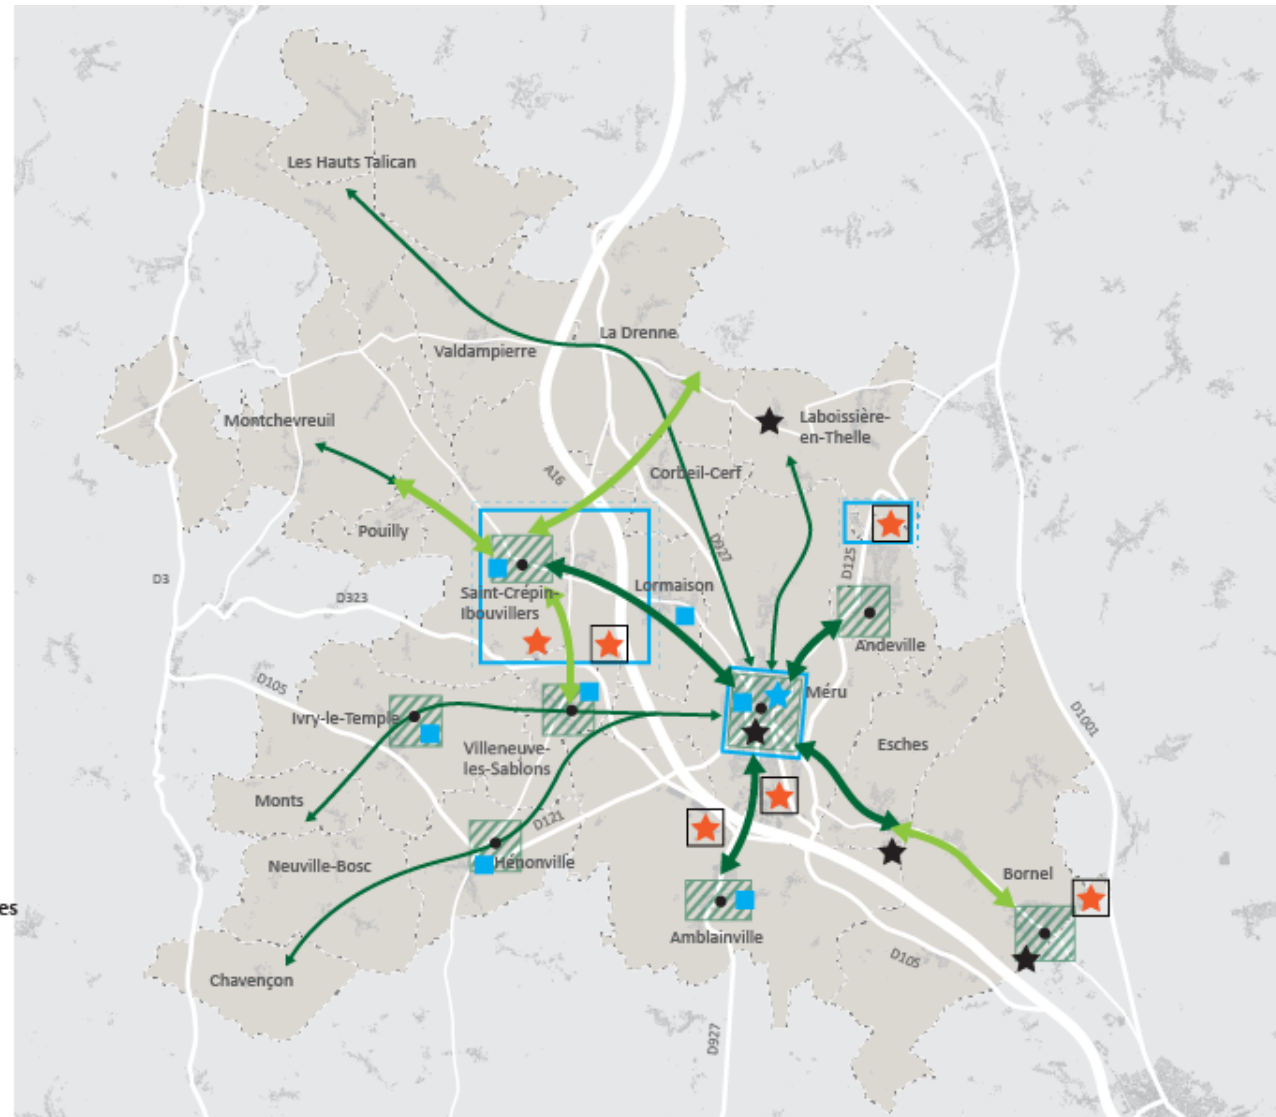 Les Hauts Talican
La Drenne
Valdampierre
Montchevreuil
Laboissière-
en-Thelle
A16
Corbeil-Cerf
Pouilly
D927
D125
D3
D323
Saint-Crépin-
Ibouvillers
Lormaison
Andeville
D105
Ivry-le-Temple
Méru
D1001
Villeneuve-
les-Sablons
Esches
Monts
D121
Neuville-Bosc
Hénonville
Bornel
es
Amblainville
D105
Chavençon
D927